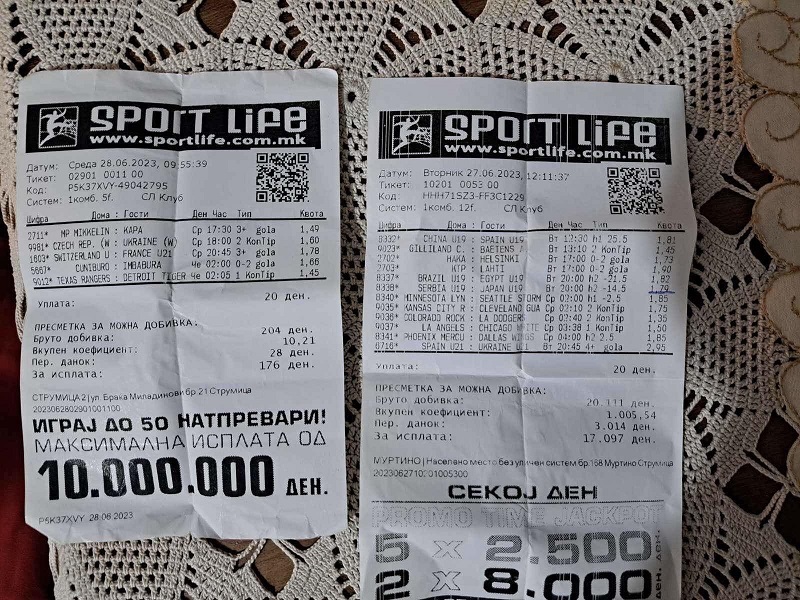 SPORT LIFE
www.sportlife.com.mk
Датум: Среда 28.06.2023, 09:55:39
Тикет: 02901 0011 00
Код: P5K37XVY-49042795
Систем: 1комб. 5f. СЛ Клуб
Шифра Дома : Гости Ден Час Тип Квота
2711* MP MIKKELIN : KAPA Ср 17:30 3+ gola 1,49
9981* CZECH REP. (W : UKRAINE (W) Ср 18:00 2 KonTip 1,60
1603* SWITZERLAND U : FRANCE U21 Ср 20:45 3+ gola 1,78
5667* CUNIBURO : IMBABURA Че 02:00 0-2 gola 1,66
9012* TEXAS RANGERS : DETROIT TIGER Че 02:05 1 KonTip 1,45
Уплата: 20 ден.
ПРЕСМЕТКА ЗА МОЖНА ДОБИВКА:
Бруто добивка: 204 ден.
Вкупен коефициент: 10,21
Пер. данок: 28 ден.
За исплата: 176 ден.
СТРУМИЦА 2 | ул. Браќа Миладинови бр.21 Струмица
2023062802901001100
ИГРАЈ ДО 50 НАТПРЕВАРИ!
МАКСИМАЛНА ИСПЛАТА ОД
10.000.000 ДЕН.
P5K37XVY 28.06.2023
SPORT LIFE
www.sportlife.com.mk
Датум: Вторник 27.06.2023, 12:11:37
Тикет: 10201 0053 00
Код: HHH71SZ3-FF3C1229
Систем: 1комб. 12f. СЛ Клуб
Шифра Дома : Гости Ден Час Тип Квота
8332* CHINA U19 : SPAIN U19 Вт 12:30 h1 25.5 1,81
9023* GILLILAND C. : BAETENS Вт 13:10 2 KonTip 1,45
2702* HAKA : HELSINKI Вт 17:00 0-2 gola 1,73
2703* KTP : LAHTI Вт 17:00 0-2 gola 1,90
8337* BRAZIL U19 : EGYPT U19 Вт 20:00 h2 -21.5 1,82
8338* SERBIA U19 : JAPAN U19 Вт 20:00 h2 -14.5 1,79
8340* MINNESOTA LYN : SEATTLE STORM Ср 02:00 h1 -2.5 1,85
9035* KANSAS CITY R : CLEVELAND GUA Ср 02:10 2 KonTip 1,75
9036* COLORADO ROCK : LA DODGERS Ср 02:40 2 KonTip 1,35
9037* LA ANGELS : CHICAGO WHITE Ср 03:38 1 KonTip 1,50
8341* PHOENIX MERCU : DALLAS WINGS Ср 04:00 h2 2.5 1,85
6716* SPAIN U21 : UKRAINE Вт 20:45 4+ gola 2,95
Уплата: 20 ден.
ПРЕСМЕТКА ЗА МОЖНА ДОБИВКА:
Бруто добивка: 20.111 ден.
Вкупен коефициент: 1.005,54
Пер. данок: 3.014 ден.
За исплата: 17.097 ден.
МУРТИНО | Населено место без уличен систем бр.168 Муртино Струмица
2023062710201005300
СЕКОЈ ДЕН
PROMO TIME JACKPOT
5 x 2.500 ден.
2 x 8.000 ден.